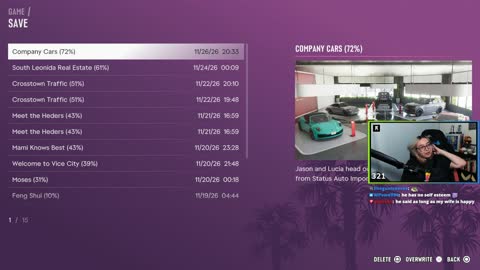 GAME /
SAVE
Company Cars (72%) 11/26/26 20:33
South Leonida Real Estate (61%) 11/24/26 00:09
Crosstown Traffic (51%) 11/22/26 20:10
Crosstown Traffic (51%) 11/22/26 19:48
Meet the Heders (43%) 11/21/26 16:59
Meet the Heders (43%) 11/21/26 16:59
Mami Knows Best (43%) 11/20/26 23:28
Welcome to Vice City (39%) 11/20/26 21:48
Moses (31%) 11/20/26 00:18
Feng Shui (10%) 11/19/26 04:44
1 / 15
COMPANY CARS (72%)
Jason and Lucia head o
from Status Auto Impor
321
he has no self esteem
he said as long as my wife is happy
DELETE
OVERWRITE
BACK